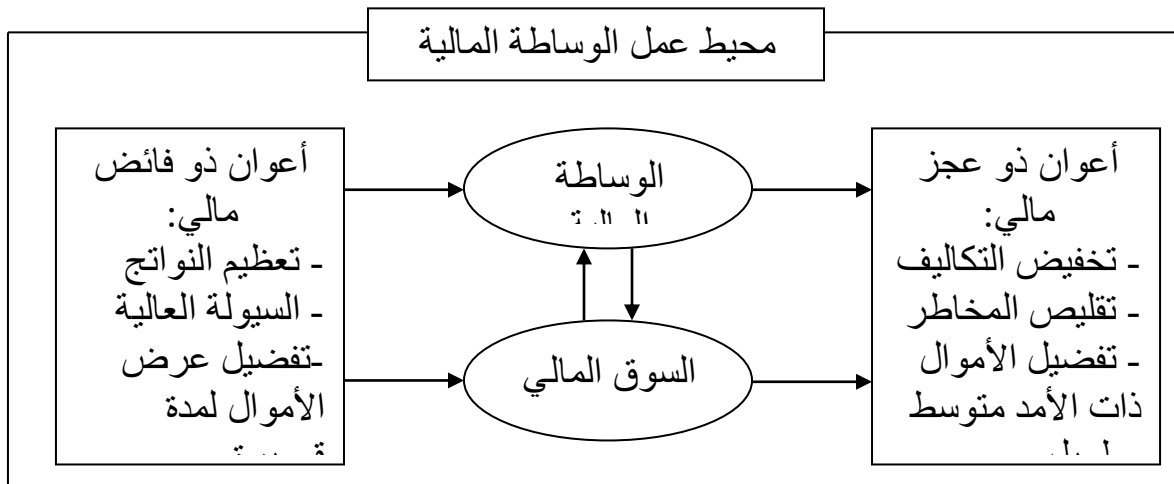 محيط عمل الوساطة المالية
أعوان ذو فائض
مالي:
- تعظيم النواتج
- السيولة العالية
-تفضيل عرض
الأموال لمدة
الوساطة
السوق المالي
أعوان ذو عجز
مالي:
- تخفيض التكاليف
- تقليص المخاطر
- تفضيل الأموال
ذات الأمد متوسط